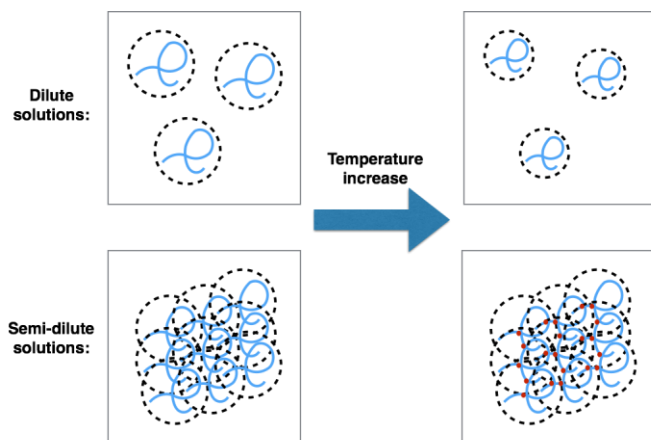 Dilute
solutions:
Temperature
increase
Semi-dilute
solutions: